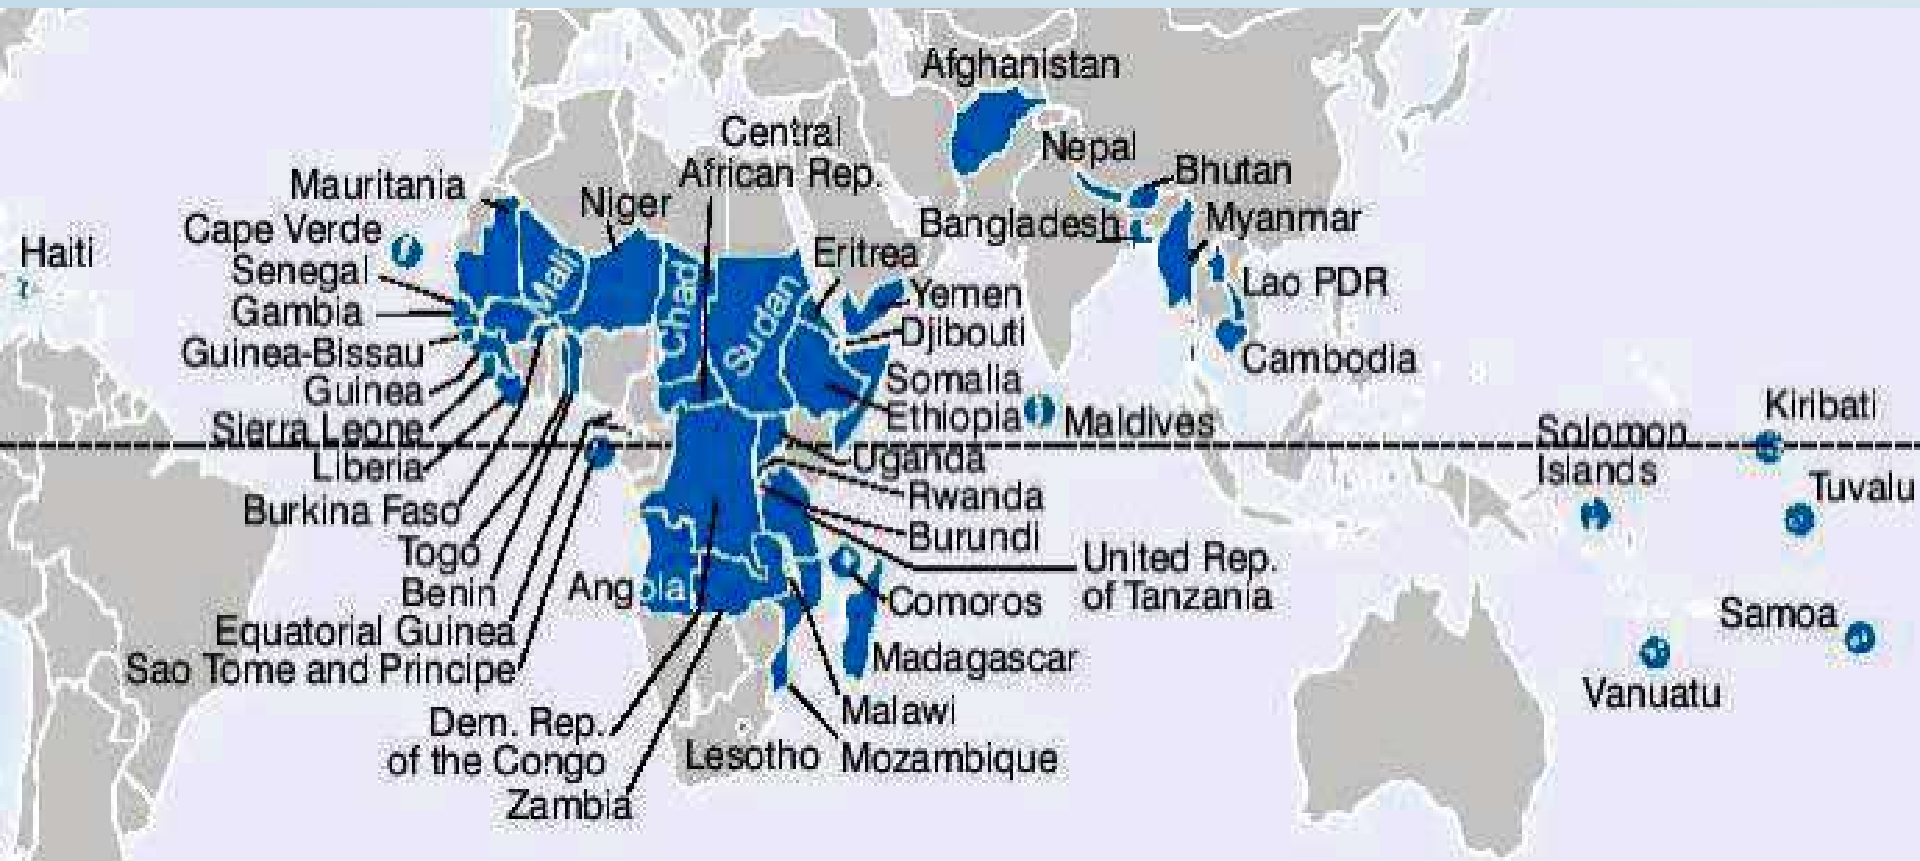 Afghanistan
Central
African Rep.
Nepal
Bhutan
Mauritania
Niger
Cape Verde
Bangladesh
Myanmar
Haiti
Senegal
Mali
Chad
Sudan
Eritrea
Yemen
Lao PDR
Gambia
Djibouti
Guinea-Bissau
Cambodia
Guinea
Somalia
Ethiopia
Maldives
Kiribati
Sierra Leone
Solomon
Islands
Liberia
Uganda
Tuvalu
Rwanda
Burkina Faso
Burundi
Togo
United Rep.
of Tanzania
Benin
Angola
Comoros
Samoa
Equatorial Guinea
Sao Tome and Principe
Madagascar
Vanuatu
Malawi
Dem. Rep.
of the Congo
Lesotho
Mozambique
Zambia